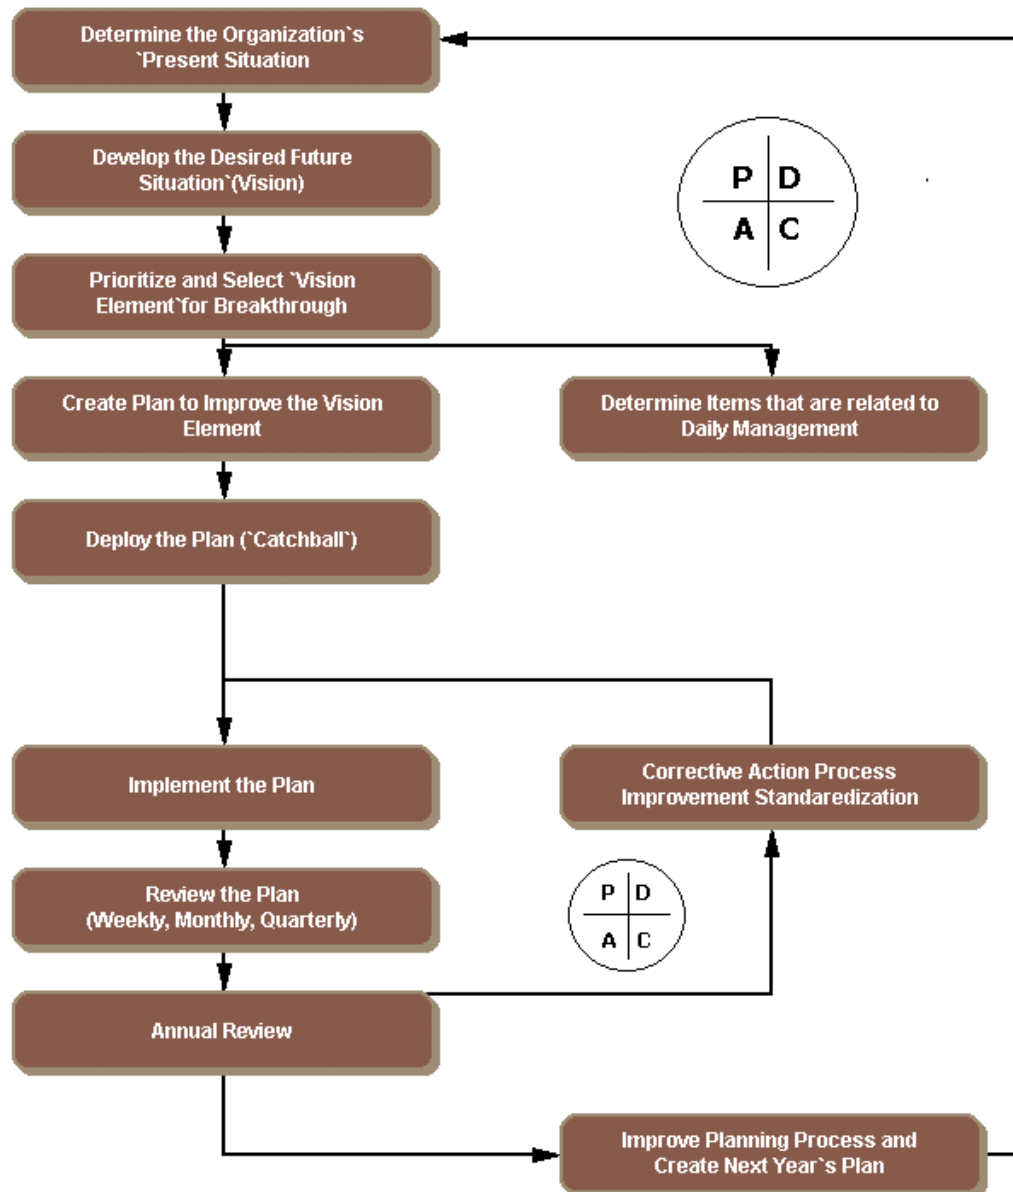 Determine the Organization`s
`Present Situation
Develop the Desired Future
Situation`(Vision)
P D
A C
Prioritize and Select `Vision
Element`for Breakthrough
Create Plan to Improve the Vision
Element
Determine Items that are related to
Daily Management
Deploy the Plan (`Catchball`)
Implement the Plan
Corrective Action Process
Improvement Standaredization
Review the Plan
(Weekly, Monthly, Quarterly)
P D
A C
Annual Review
Improve Planning Process and
Create Next Year`s Plan